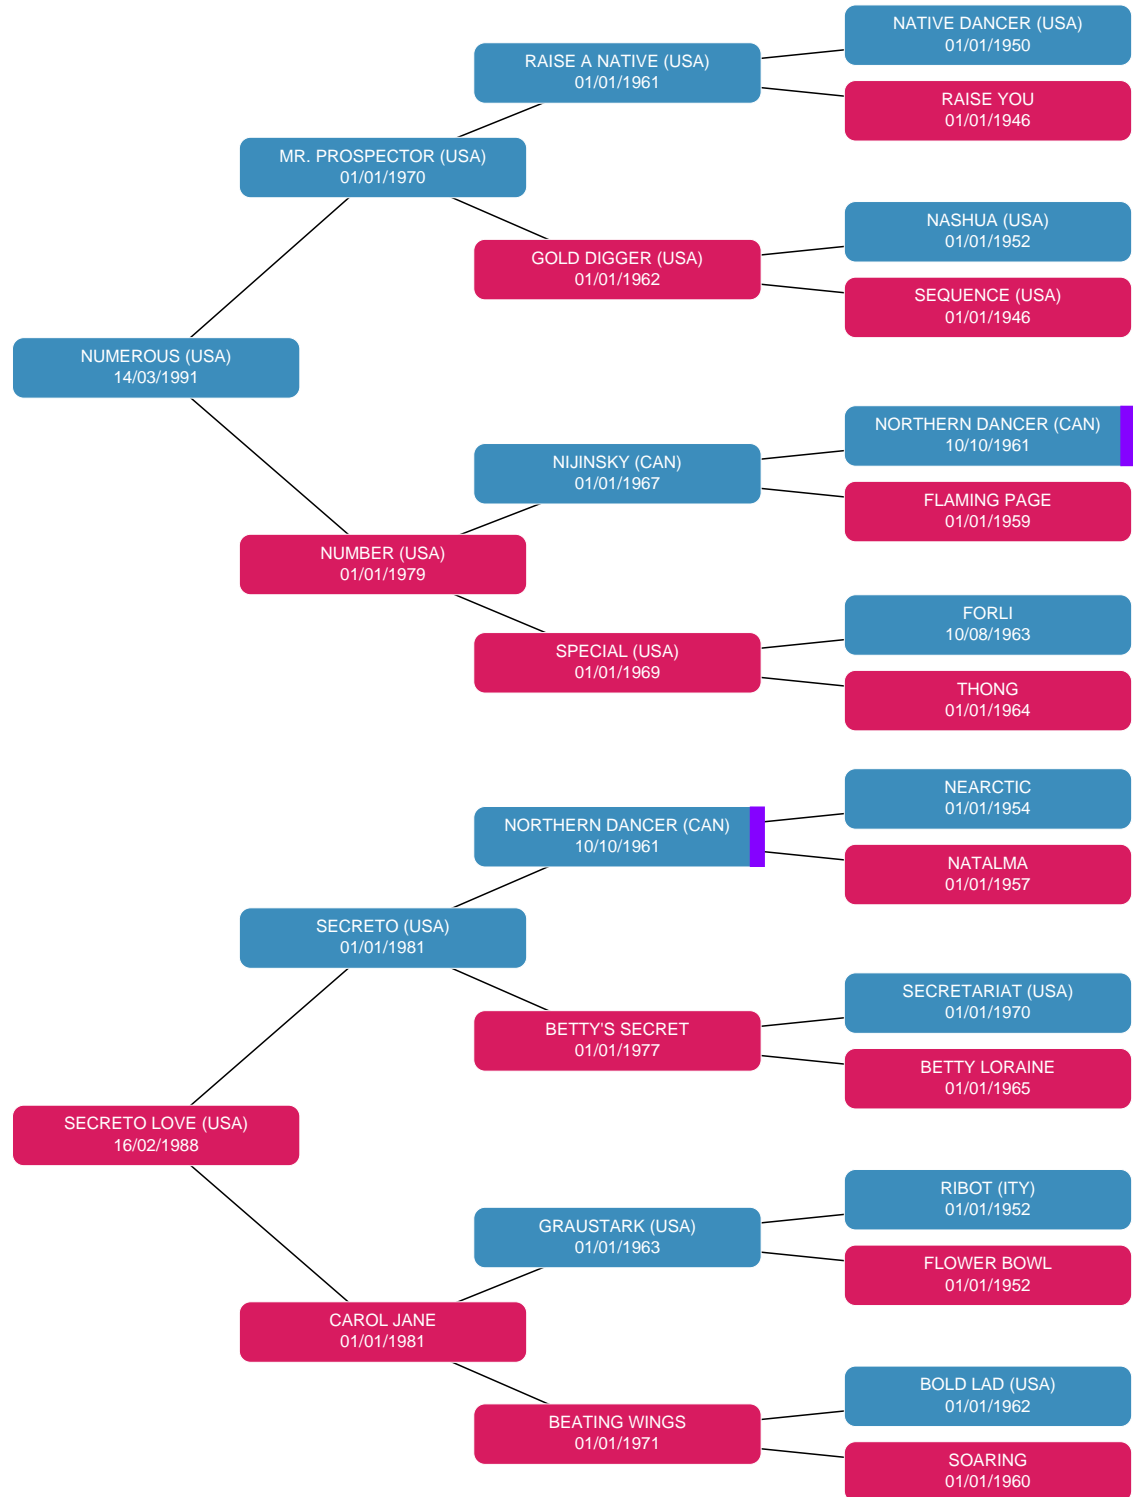 NATIVE DANCER (USA)
01/01/1950
RAISE A NATIVE (USA)
01/01/1961
RAISE YOU
01/01/1946
MR. PROSPECTOR (USA)
01/01/1970
NASHUA (USA)
01/01/1952
GOLD DIGGER (USA)
01/01/1962
SEQUENCE (USA)
01/01/1946
NUMEROUS (USA)
14/03/1991
NORTHERN DANCER (CAN)
10/10/1961
NIJINSKY (CAN)
01/01/1967
FLAMING PAGE
01/01/1959
NUMBER (USA)
01/01/1979
FORLI
10/08/1963
SPECIAL (USA)
01/01/1969
THONG
01/01/1964
NEARCTIC
01/01/1954
NORTHERN DANCER (CAN)
10/10/1961
NATALMA
01/01/1957
SECRETO (USA)
01/01/1981
SECRETARIAT (USA)
01/01/1970
BETTY'S SECRET
01/01/1977
BETTY LORAINE
01/01/1965
SECRETO LOVE (USA)
16/02/1988
RIBOT (ITY)
01/01/1952
GRAUSTARK (USA)
01/01/1963
FLOWER BOWL
01/01/1952
CAROL JANE
01/01/1981
BOLD LAD (USA)
01/01/1962
BEATING WINGS
01/01/1971
SOARING
01/01/1960